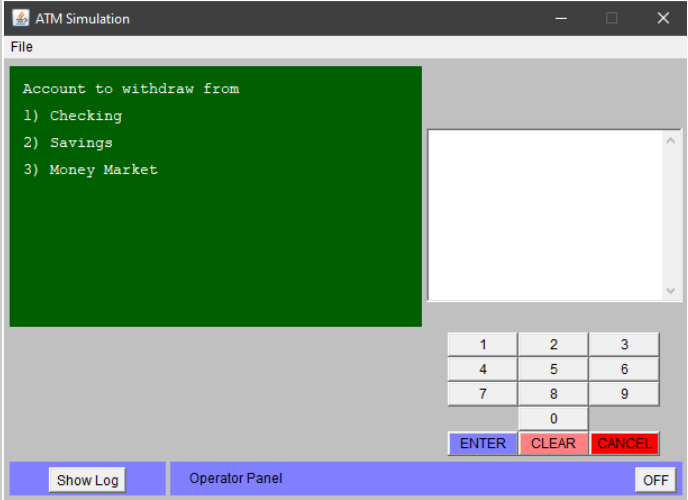 ATM Simulation
File
Account to withdraw from
1) Checking
2) Savings
3) Money Market
1 2 3
4 5 6
7 8 9
0
ENTER CLEAR CANCEL
Show Log Operator Panel OFF